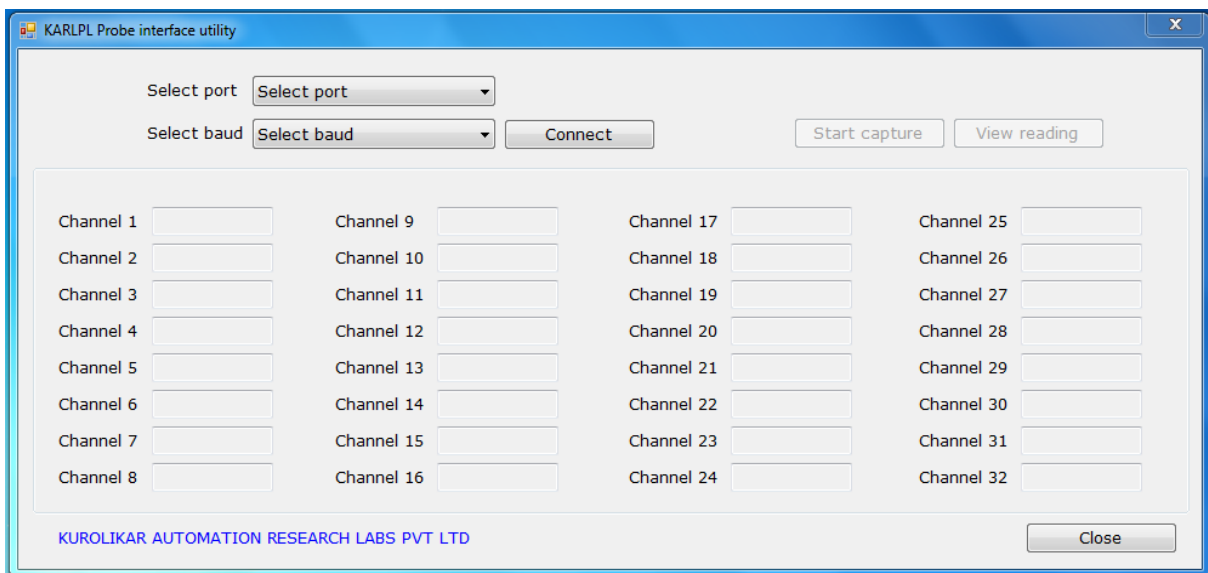 KARLPL Probe interface utility
X
Select port Select port
Select baud Select baud Connect Start capture View reading
Channel 1 Channel 9 Channel 17 Channel 25
Channel 2 Channel 10 Channel 18 Channel 26
Channel 3 Channel 11 Channel 19 Channel 27
Channel 4 Channel 12 Channel 20 Channel 28
Channel 5 Channel 13 Channel 21 Channel 29
Channel 6 Channel 14 Channel 22 Channel 30
Channel 7 Channel 15 Channel 23 Channel 31
Channel 8 Channel 16 Channel 24 Channel 32
KUROLIKAR AUTOMATION RESEARCH LABS PVT LTD Close